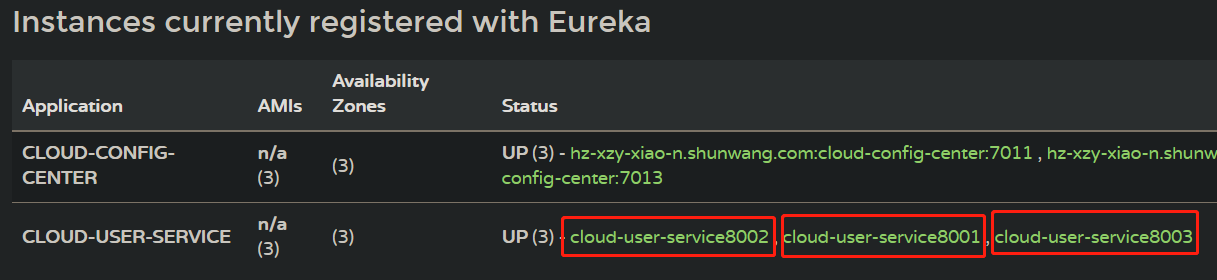 Instances currently registered with Eureka
Availability
Application AMIs Zones Status
CLOUD-CONFIG- n/a (3) UP (3) - hz-xzy-xiao-n.shunwang.com:cloud-config-center:7011 , hz-xzy-xiao-n.shunw
CENTER (3) config-center:7013
CLOUD-USER-SERVICE n/a (3) UP (3) - cloud-user-service8002 , cloud-user-service8001 , cloud-user-service8003
(3)